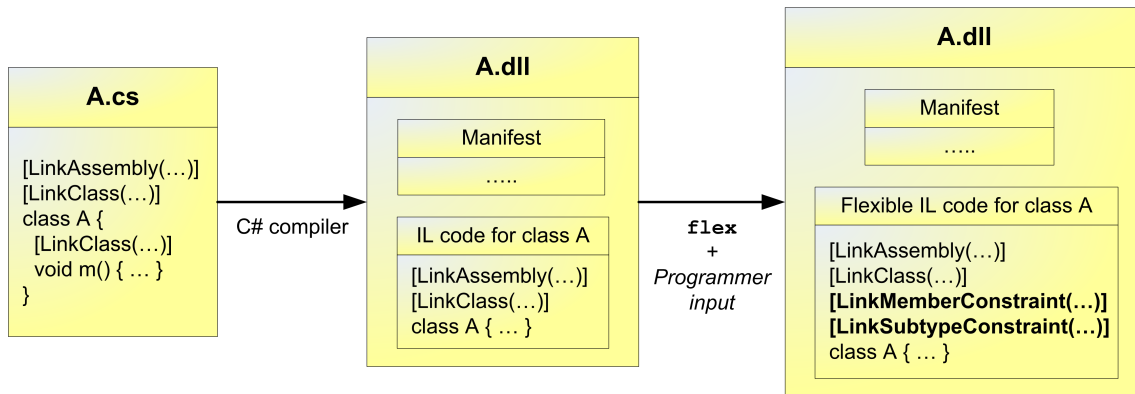 A.cs
[LinkAssembly(…)]
[LinkClass(…)]
class A {
[LinkClass(…)]
void m() { … }
}
C# compiler
A.dll
Manifest
…..
IL code for class A
[LinkAssembly(…)]
[LinkClass(…)]
class A { … }
flex
+
Programmer
input
A.dll
Manifest
…..
Flexible IL code for class A
[LinkAssembly(…)]
[LinkClass(…)]
[LinkMemberConstraint(…)]
[LinkSubtypeConstraint(…)]
class A { … }